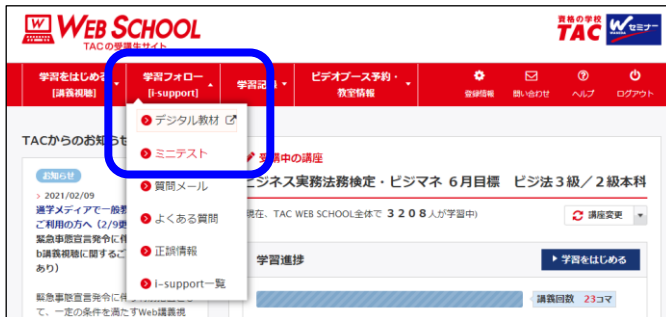 WEB SCHOOL
TACの受講生サイト
資格の学校
TAC
Wセミナー
学習をはじめる
[講義視聴]
学習フォロー
[i-support]
学習記
ビデオブース予約・
教室情報
登録情報
問い合わせ
ヘルプ
ログアウト
デジタル教材
ミニテスト
質問メール
よくある質問
正誤情報
i-support一覧
TACからのお知らせ
お知らせ
2021/02/09
通学メディアで一般教
ご利用の方へ（2/9更
緊急事態宣言発令に伴
b講義視聴に関するご
あり）
緊急事態宣言発令に伴
て、一定の条件を満たすWeb講義視
受講中の講座
ビジネス実務法務検定・ビジマネ 6月目標 ビジ法3級／2級本科
現在、TAC WEB SCHOOL全体で 3208人が学習中)
講座変更
学習進捗
学習をはじめる
講義回数 23コマ